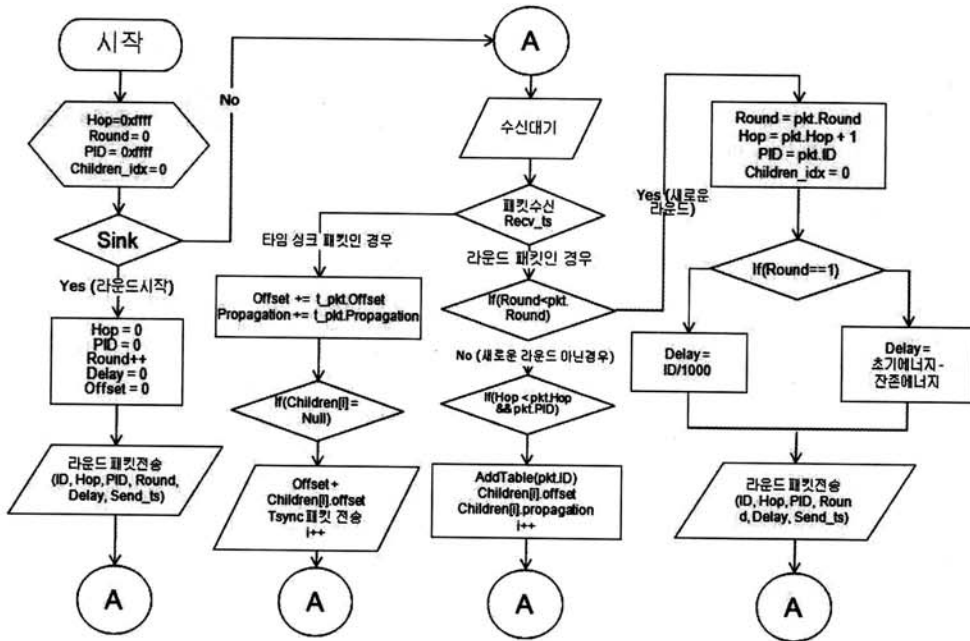 시작
Hop=0xffff
Round = 0
PID = 0xffff
Children_idx = 0
Sink
No
Yes (라운드시작)
Hop = 0
PID = 0
Round++
Delay = 0
Offset = 0
라운드 패킷전송
(ID, Hop,PID, Round,
Delay, Send_ts)
A
A
수신대기
패킷수신
Recv_ts
타임 싱크 패킷인 경우
Offset += t_pkt.Offset
Propagation += t_pkt.Propagation
If(Children[i] =
Null)
Offset+
Children[i].offset
Tsync 패킷 전송
i++
A
라운드 패킷인 경우
If(Round<pkt.
Round)
No (새로운 라운드 아닌경우)
If(Hop < pkt.Hop
&&pkt.PID)
AddTable(pkt.ID)
Children[i].offset
Children[i].propagation
i++
A
Yes (새로운
라운드)
Round = pkt.Round
Hop = pkt.Hop + 1
PID = pkt.ID
Children_idx = 0
If(Round==1)
Delay =
ID/1000
Delay =
초기에너지 -
잔존에너지
라운드 패킷전송
(ID, Hop,PID, Roun
d, Delay, Send_ts)
A